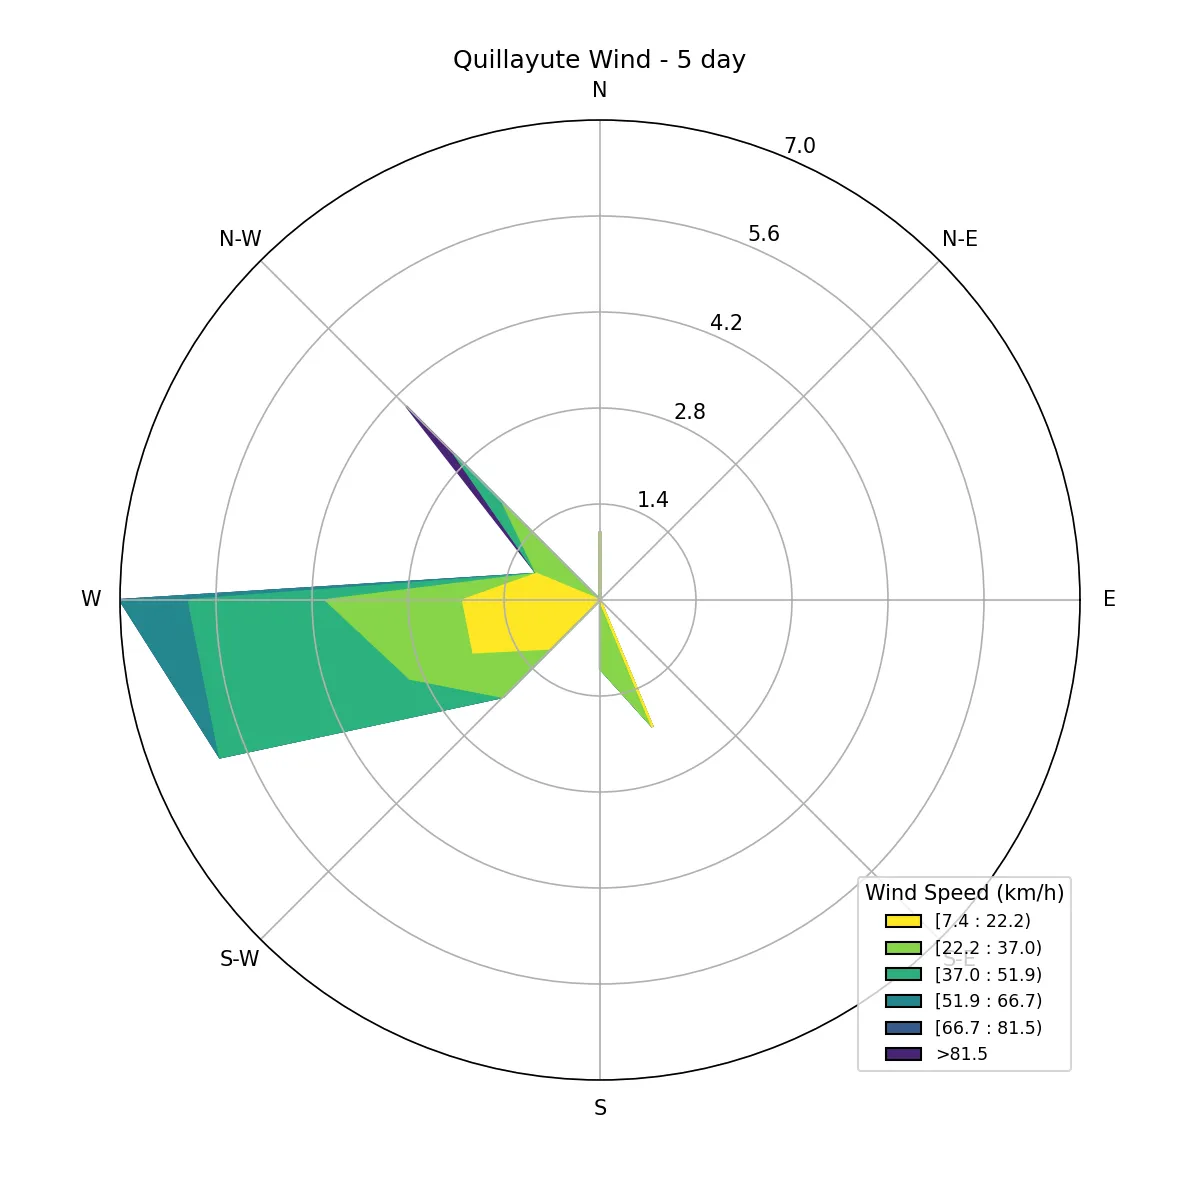 Quillayute Wind - 5 day
N
7.0
N-W
5.6
N-E
4.2
2.8
1.4
W
E
Wind Speed (km/h)
[7.4 : 22.2)
[22.2 : 37.0)
S-W
S-E
[37.0 : 51.9)
[51.9 : 66.7)
[66.7 : 81.5)
>81.5
S